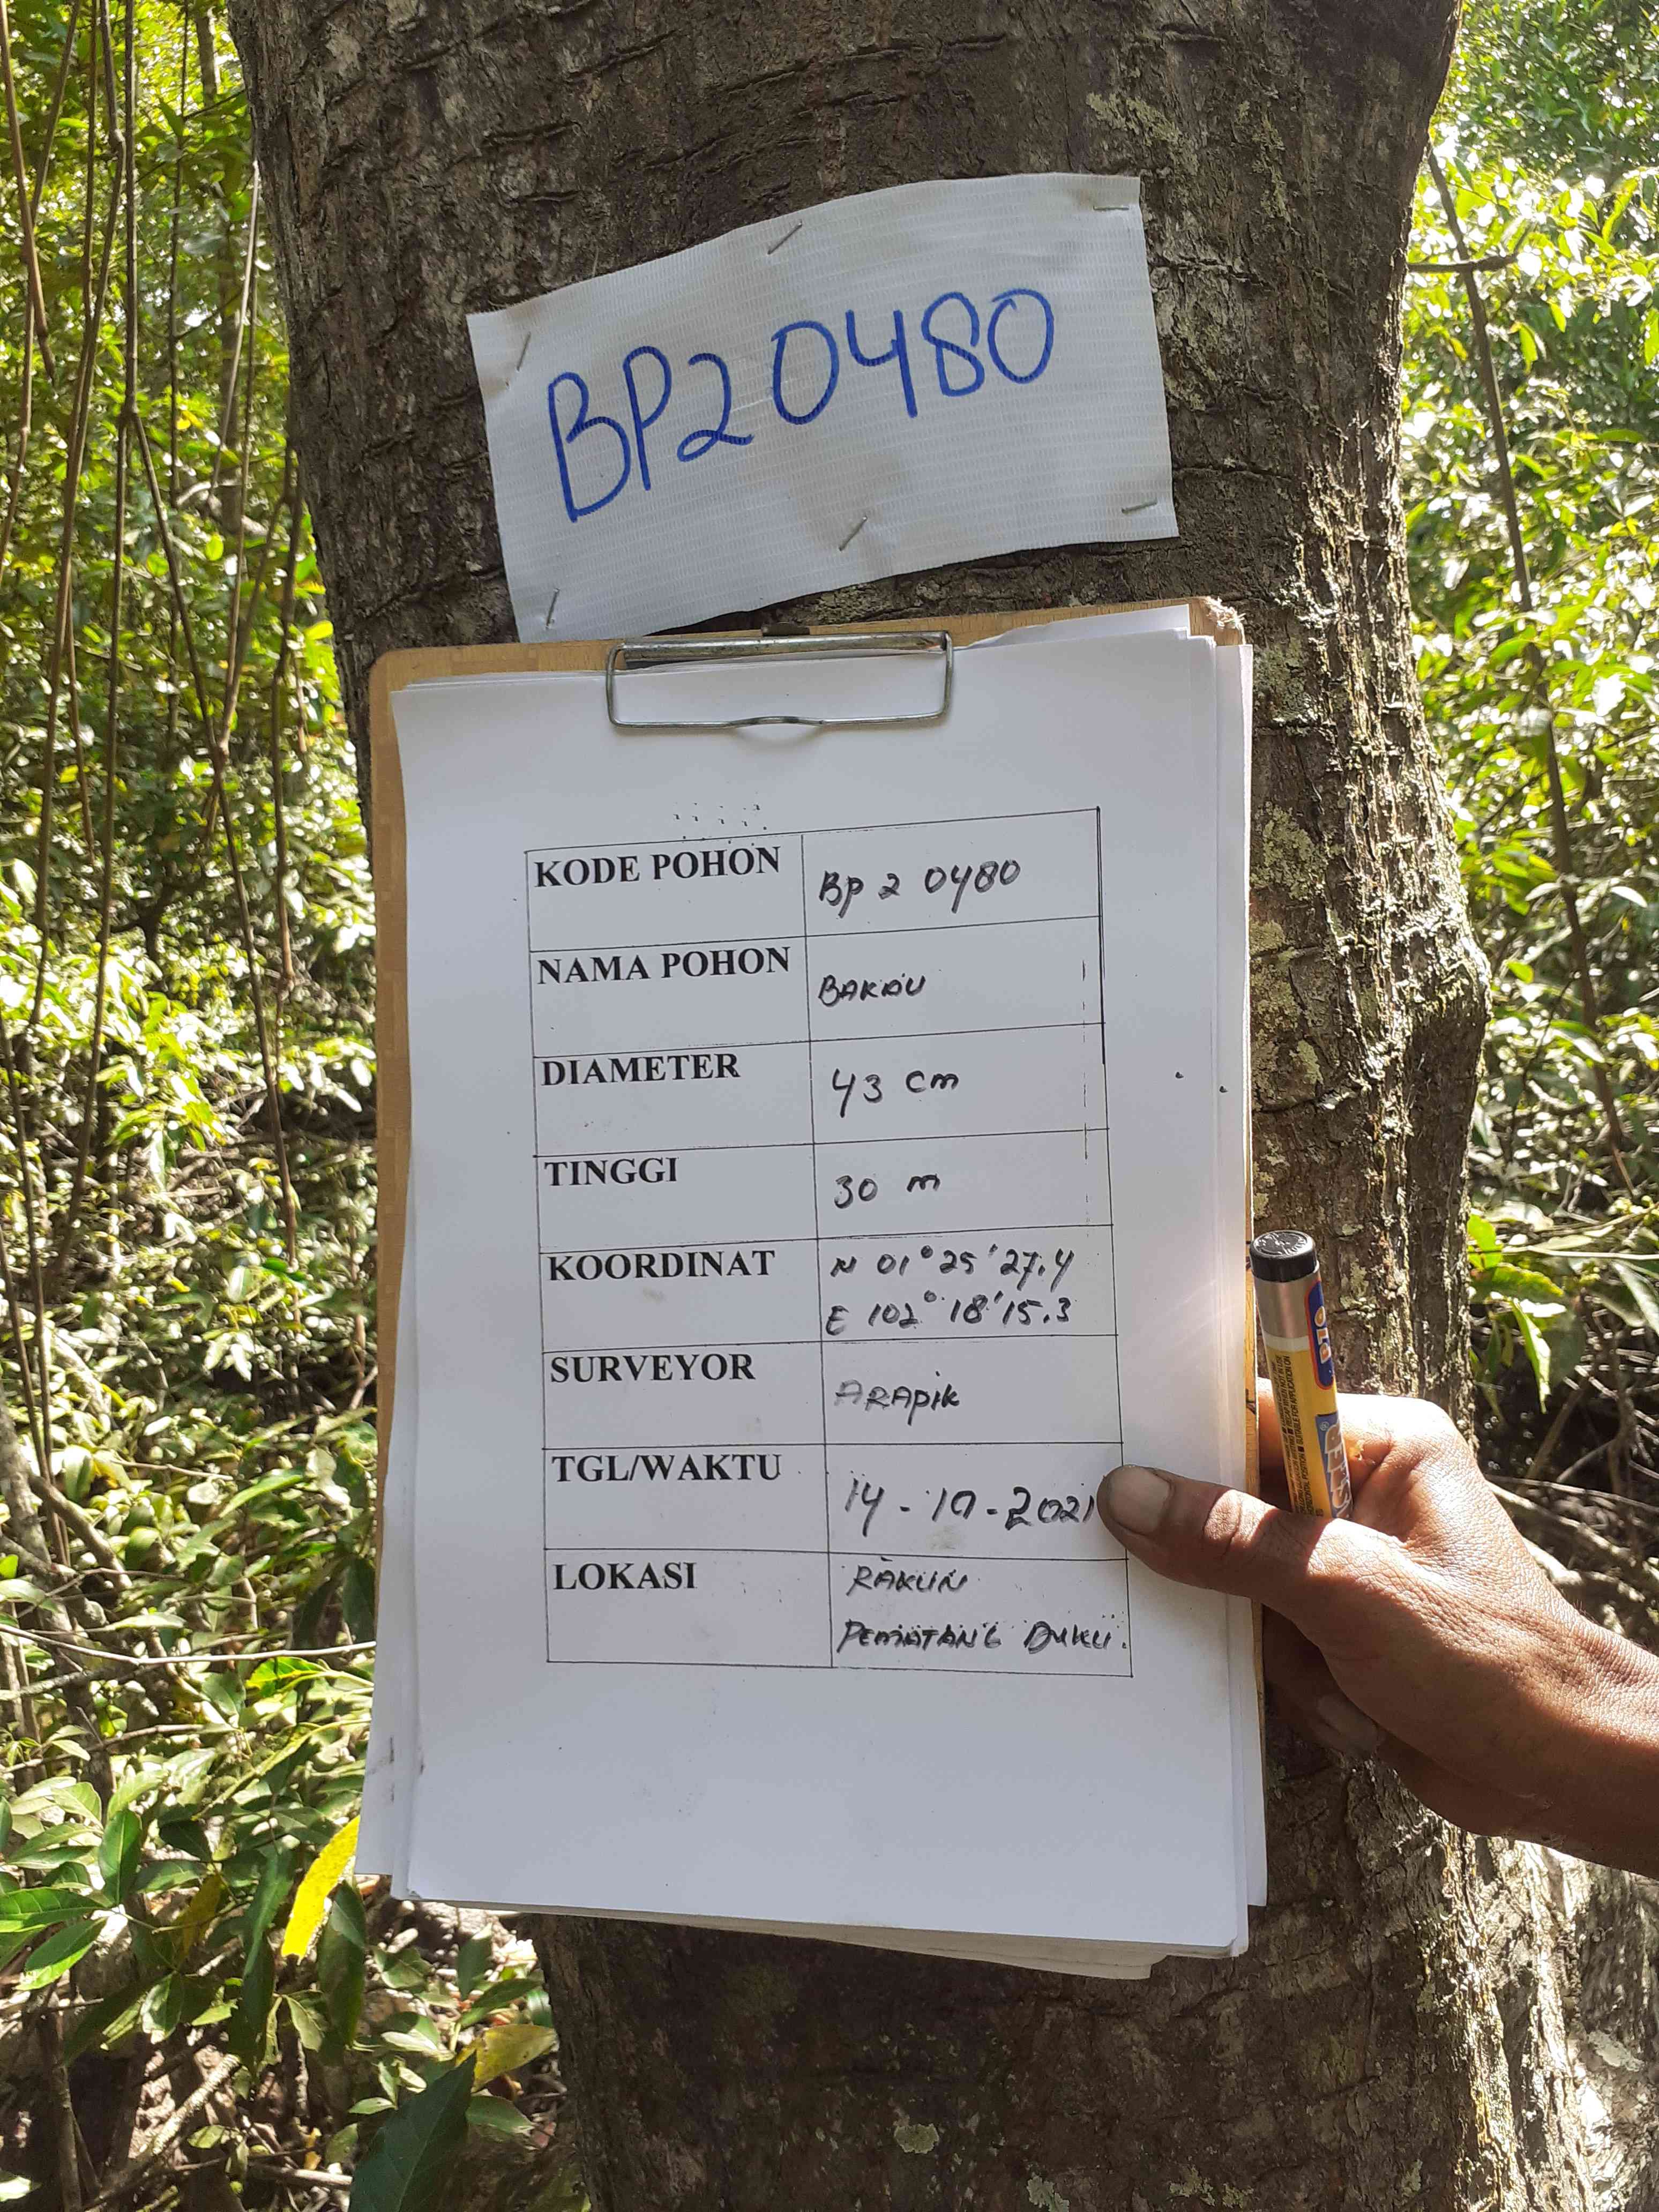 BP20480
KODE POHON
Bp 2 0480
NAMA POHON
BAKAU
DIAMETER
43 cm
TINGGI
30 m
KOORDINAT
N 01°25'27.4
E 102°18'15.3
SURVEYOR
ARApik
TGL/WAKTU
14-10-2021
LOKASI
RAKUN
PEMATANG DUKU.